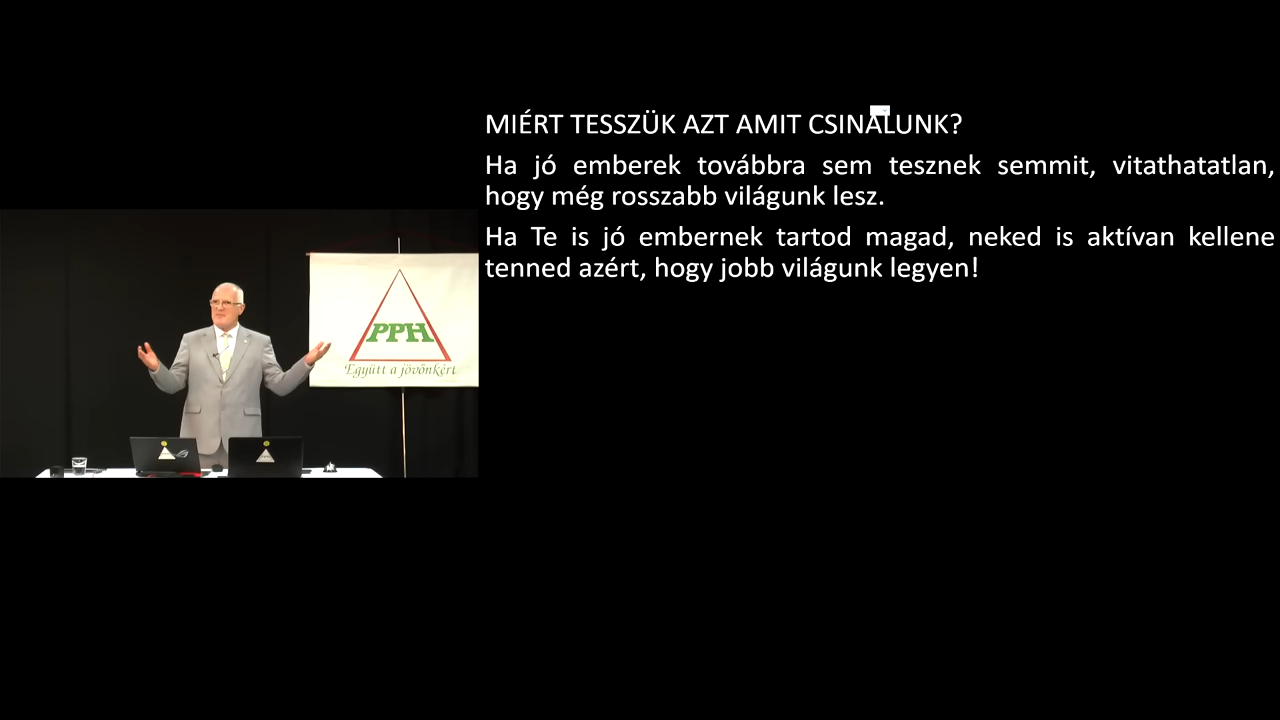 MIÉRT TESSZÜK AZT AMIT CSINÁLUNK?
Ha jó emberek továbbra sem tesznek semmit, vitathatatlan,
hogy még rosszabb világunk lesz.
Ha Te is jó embernek tartod magad, neked is aktívan kellene
tenned azért, hogy jobb világunk legyen!
PPH
Együtt a jövőnkért